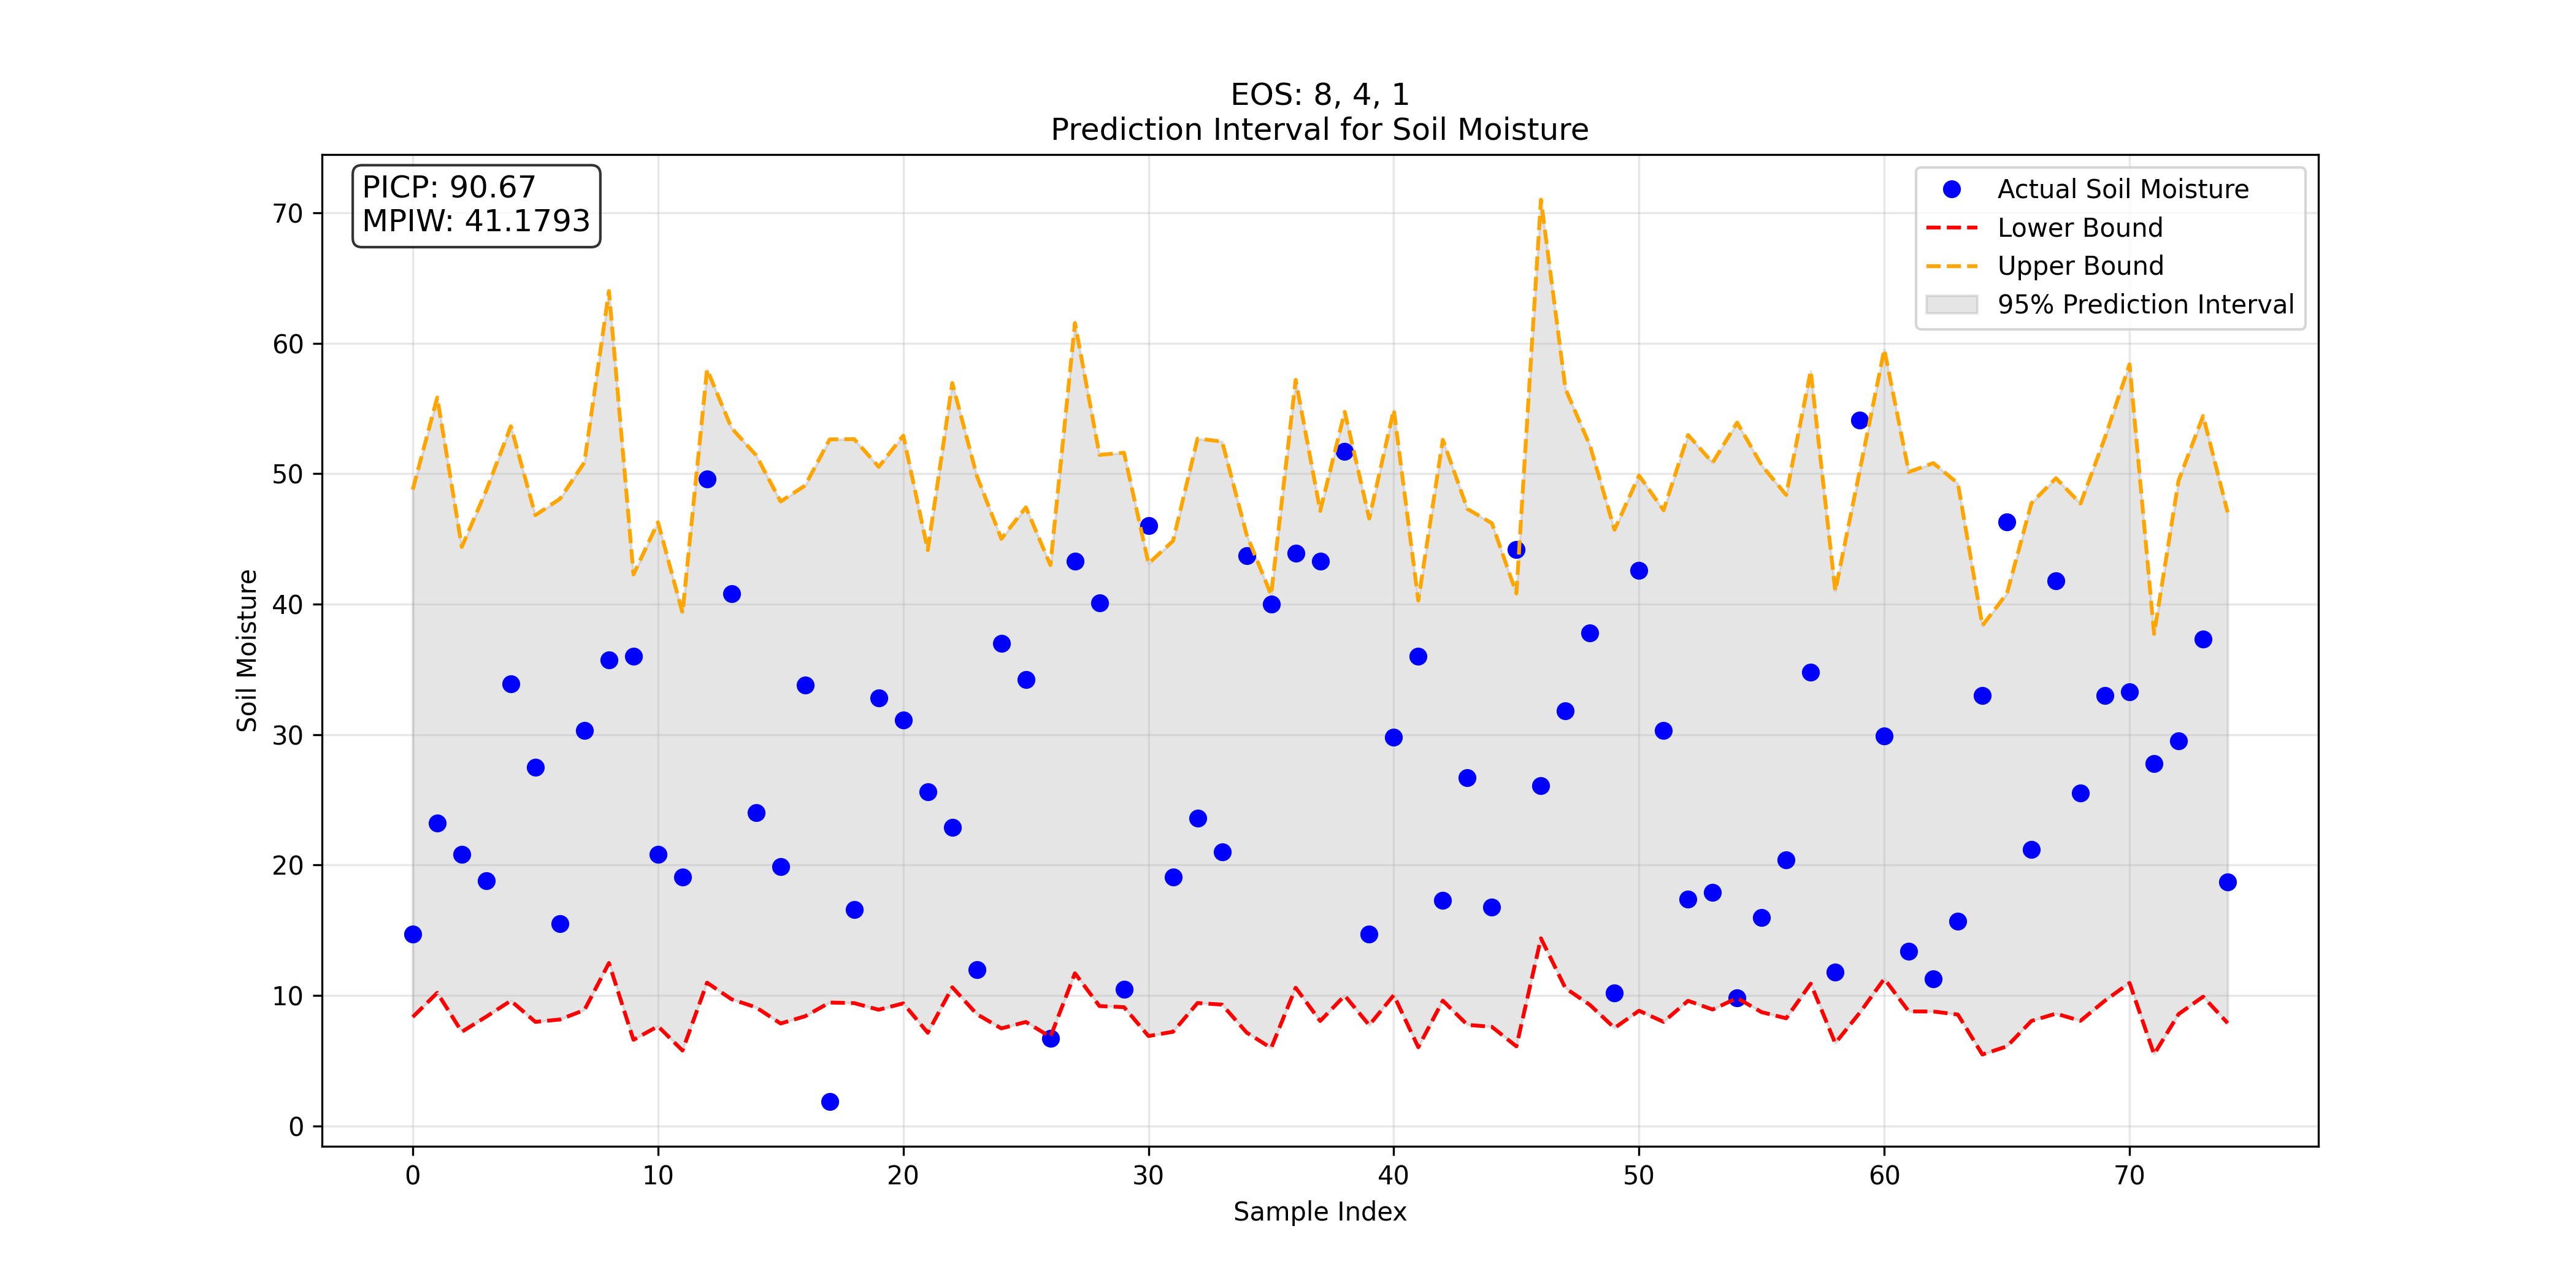 EOS: 8, 4, 1
Prediction Interval for Soil Moisture
PICP: 90.67
MPIW: 41.1793
Actual Soil Moisture
Lower Bound
Upper Bound
95% Prediction Interval
Soil Moisture
70
60
50
40
30
20
10
0
0 10 20 30 40 50 60 70
Sample Index